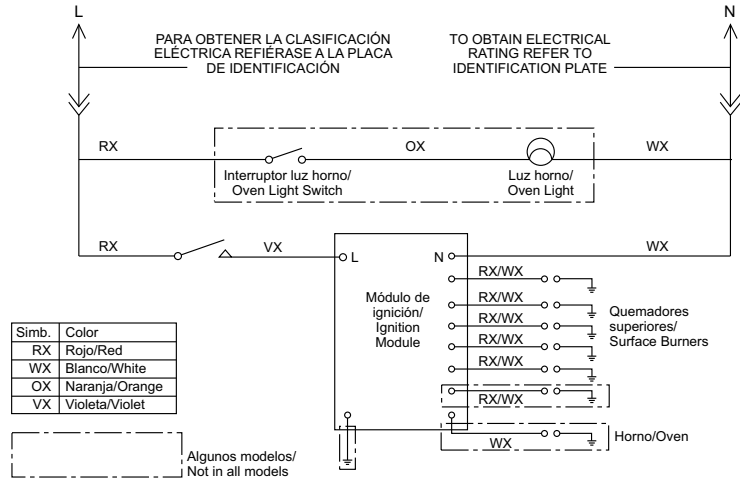 L
N
PARA OBTENER LA CLASIFICACIÓN
ELÉCTRICA REFIÉRASE A LA PLACA
DE IDENTIFICACIÓN
TO OBTAIN ELECTRICAL
RATING REFER TO
IDENTIFICATION PLATE
RX
OX
WX
Interruptor luz horno/
Oven Light Switch
Luz horno/
Oven Light
RX
VX
WX
L
N
Módulo de
ignición/
Ignition
Module
RX/WX
RX/WX
RX/WX
RX/WX
RX/WX
RX/WX
WX
Quemadores
superiores/
Surface Burners
Horno/Oven
Simb. Color
RX Rojo/Red
WX Blanco/White
OX Naranja/Orange
VX Violeta/Violet
Algunos modelos/
Not in all models